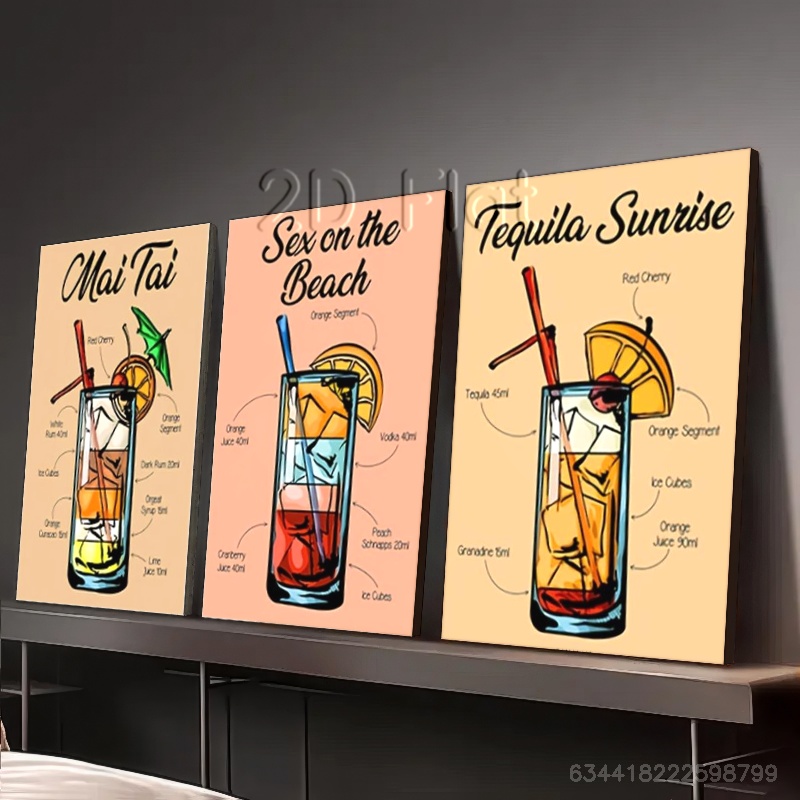 2D Flat
Mai Tai
Red Cherry
White
Rum 40ml
Orange
Segment
Ice Cubes
Dark Rum 20ml
Orgeat
Syrup 15ml
Orange
Curacao 15ml
Lime
Juice 10ml
Sex on the
Beach
Orange Segment
Orange
Juice 40ml
Vodka 40ml
Peach
Schnapps 20ml
Cranberry
Juice 40ml
Ice Cubes
Tequila Sunrise
Red Cherry
Tequila 45ml
Orange Segment
Ice Cubes
Orange
Juice 90ml
Grenadine 15ml
634418222598799